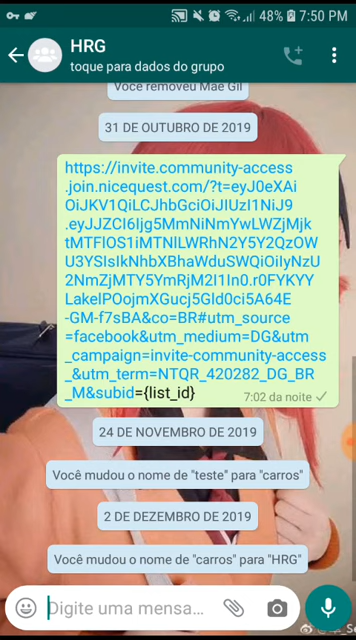 48% 7:50 PM
HRG
toque para dados do grupo
Você removeu Mãe Gil
31 DE OUTUBRO DE 2019
https://invite.community-access
.join.nicequest.com/?t=eyJ0eXAi
OiJKV1QiLCJhbGciOiJIUzI1NiJ9
.eyJJZCI6Ijg5MmNiNmYwLWZjMjk
tMTFlOS1iMTNlLWRhN2Y5Y2QzOW
U3YSIsIkNhbXBhaWduSWQiOiIyNzU
2NmZjMTY5YmRjM2I1In0.r0FYKYY
LakelPOojmXGucj5Gld0ci5A64E
-GM-f7sBA&co=BR#utm_source
=facebook&utm_medium=DG&utm
_campaign=invite-community-access
_&utm_term=NTQR_420282_DG_BR
_M&subid={list_id}
7:02 da noite
24 DE NOVEMBRO DE 2019
Você mudou o nome de "teste" para "carros"
2 DE DEZEMBRO DE 2019
Você mudou o nome de "carros" para "HRG"
Digite uma mensa...